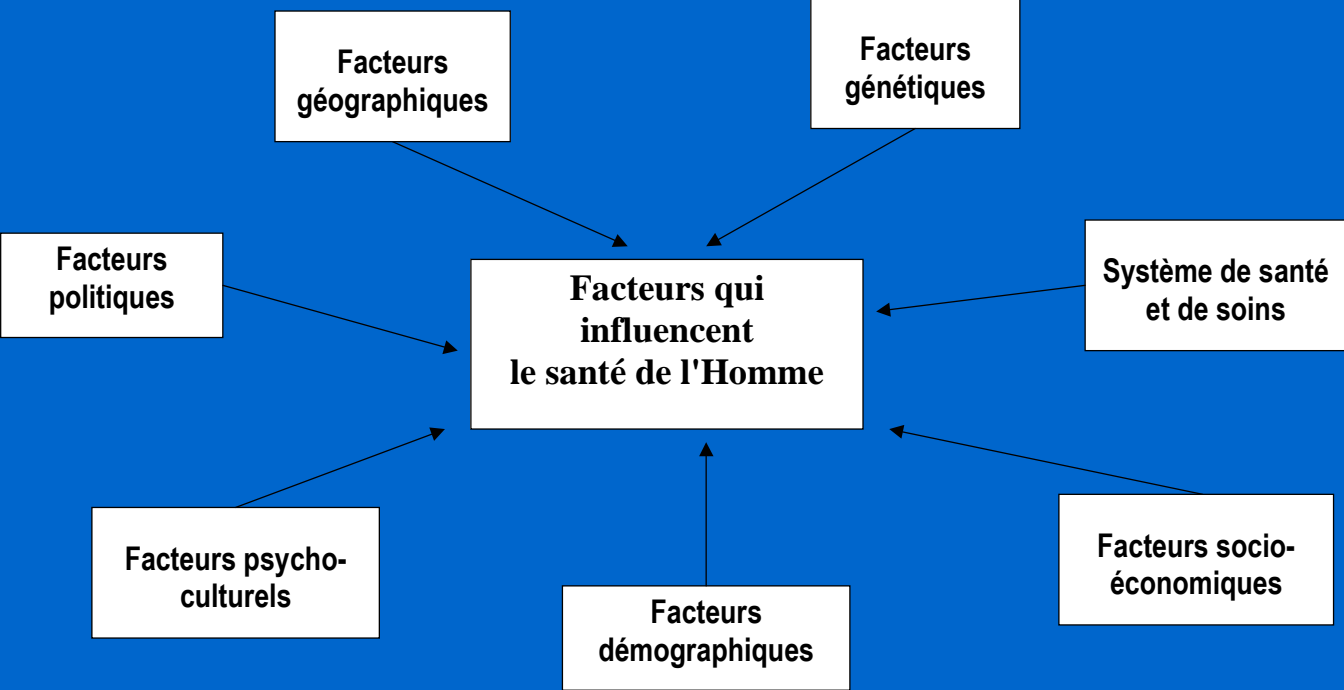 Facteurs
géographiques
Facteurs
génétiques
Facteurs
politiques
Facteurs qui
influencent
le santé de l'Homme
Système de santé
et de soins
Facteurs psycho-
culturels
Facteurs
démographiques
Facteurs socio-
économiques